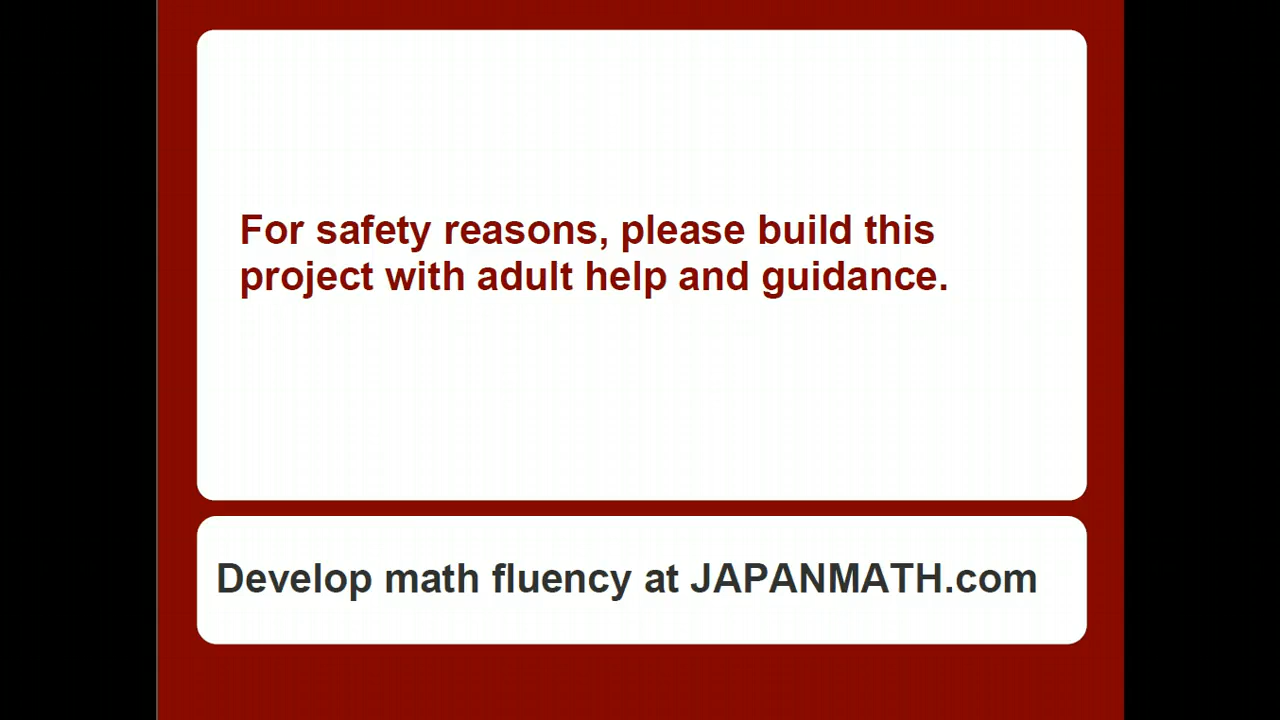 For safety reasons, please build this
project with adult help and guidance.
Develop math fluency at JAPANMATH.com